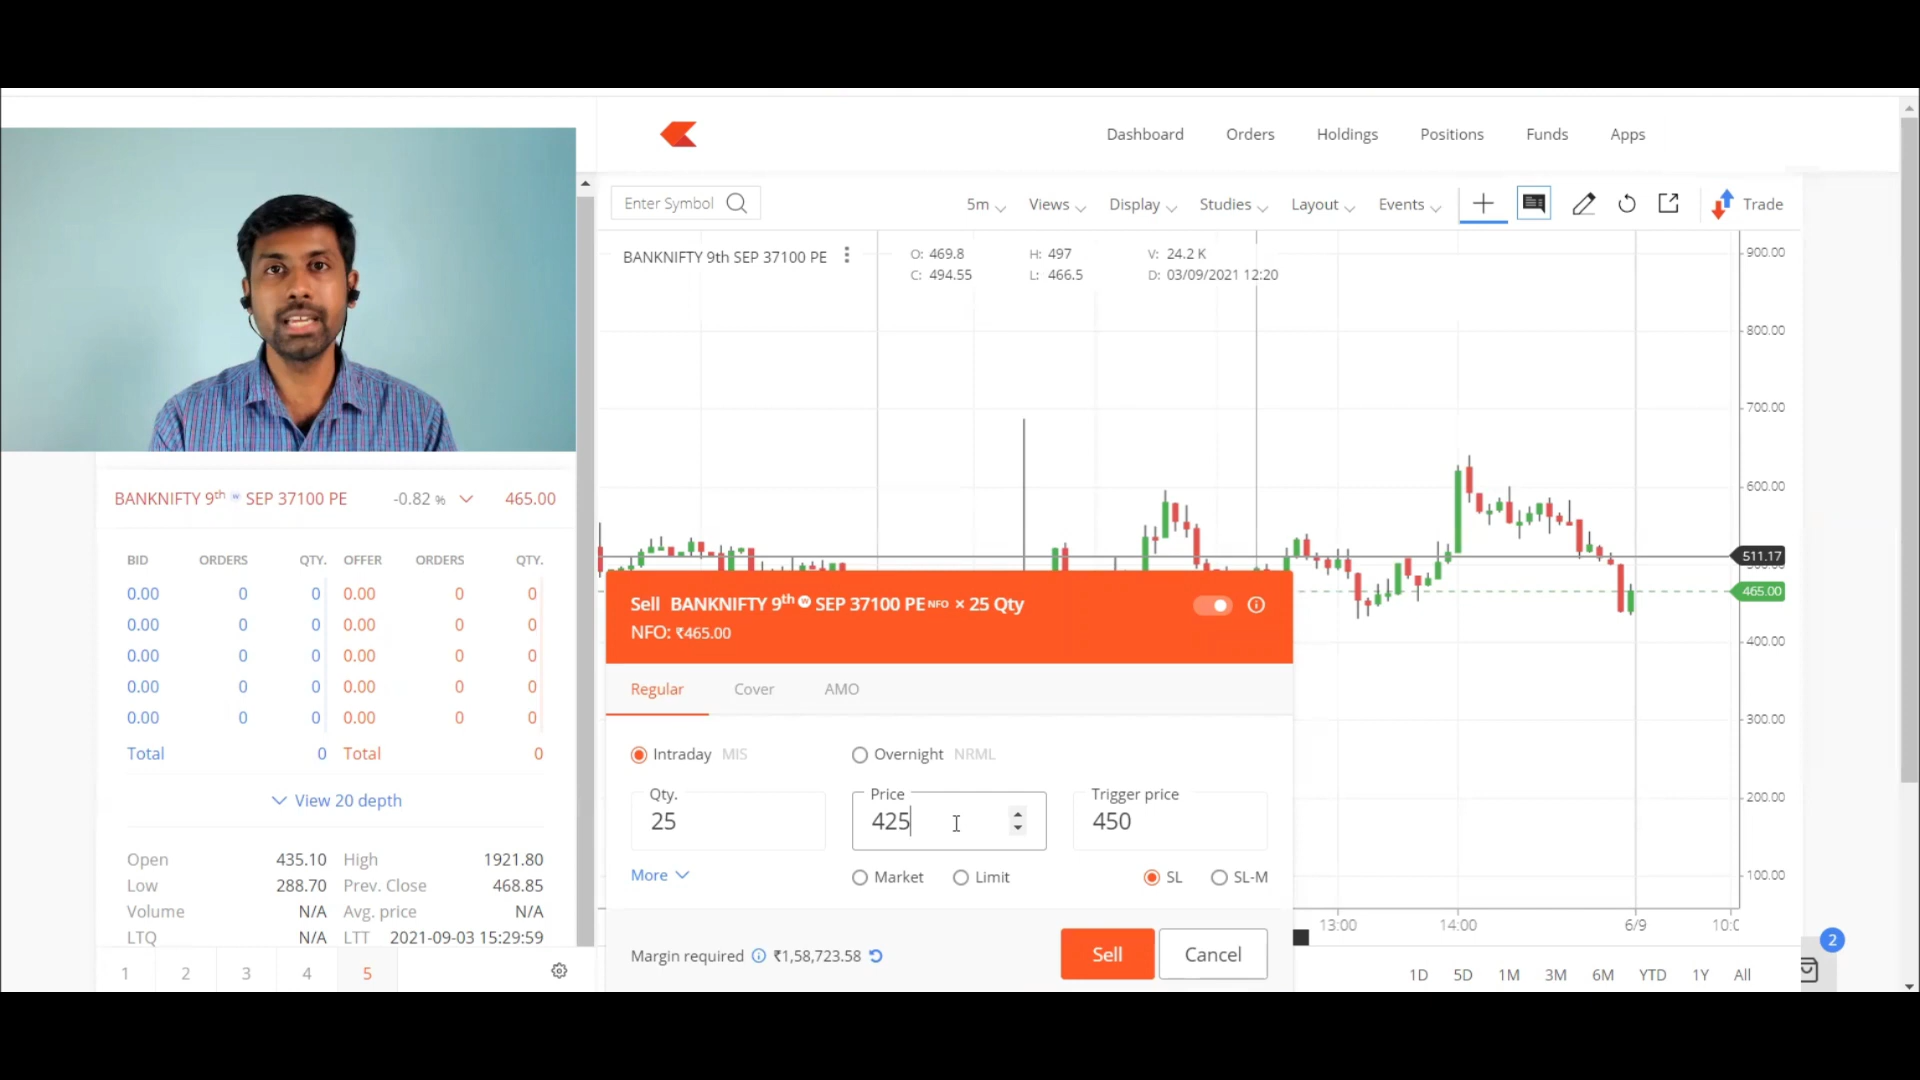 Dashboard Orders Holdings Positions Funds Apps
Enter Symbol 5m Views Display Studies Layout Events Trade
BANKNIFTY 9th SEP 37100 PE
O: 469.8 H: 497 V: 24.2 K
C: 494.55 L: 466.5 D: 03/09/2021 12:20
900.00
800.00
700.00
600.00
511.17
465.00
400.00
300.00
200.00
100.00
13:00 14:00 6/9
BANKNIFTY 9th W SEP 37100 PE -0.82 % 465.00
BID ORDERS QTY. OFFER ORDERS QTY.
0.00 0 0 0.00 0 0
0.00 0 0 0.00 0 0
0.00 0 0 0.00 0 0
0.00 0 0 0.00 0 0
0.00 0 0 0.00 0 0
Total 0 Total 0
View 20 depth
Open 435.10 High 1921.80
Low 288.70 Prev. Close 468.85
Volume N/A Avg. price N/A
LTQ N/A LTT 2021-09-03 15:29:59
1 2 3 4 5
Sell BANKNIFTY 9th W SEP 37100 PE NFO × 25 Qty
NFO: ₹465.00
Regular Cover AMO
Intraday MIS Overnight NRML
Qty. Price Trigger price
25 425 450
More Market Limit SL SL-M
Margin required ₹1,58,723.58 Sell Cancel
1D 5D 1M 3M 6M YTD 1Y All
2